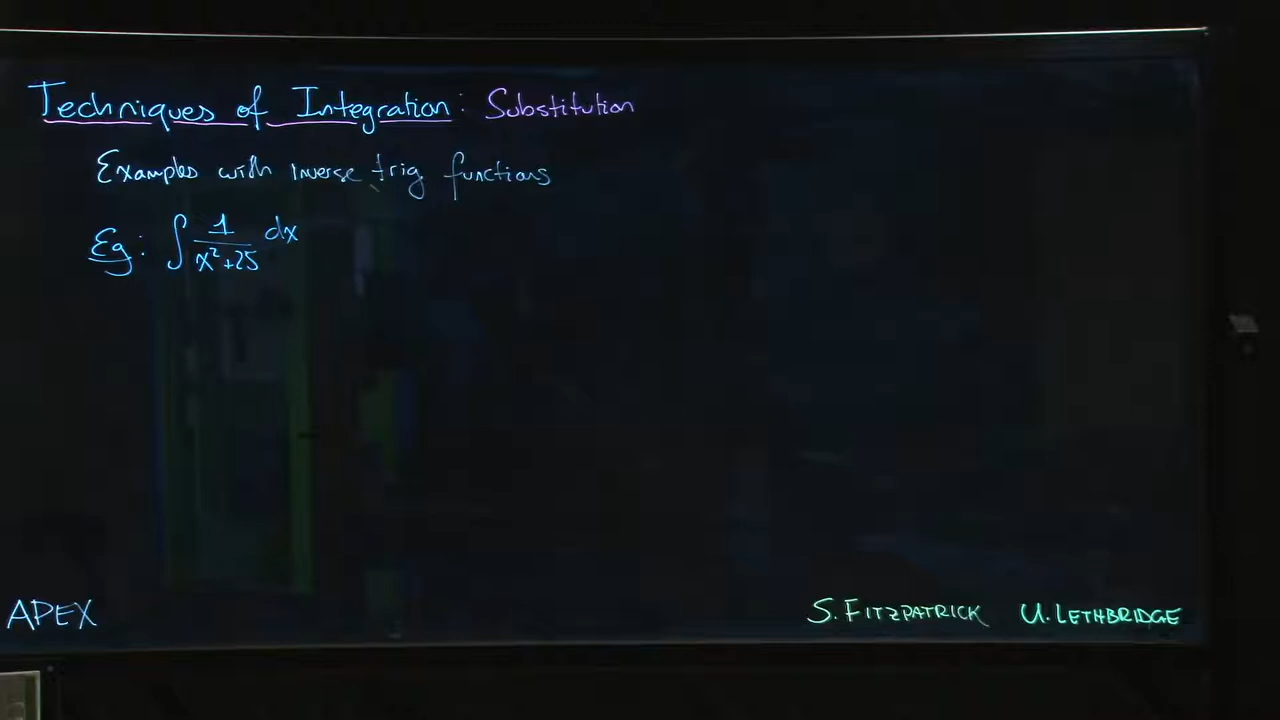 Techniques of Integration: Substitution
Examples with inverse trig functions
Eg: ∫ 1/(x²+25) dx
APEX
S. FITZPATRICK U. LETHBRIDGE